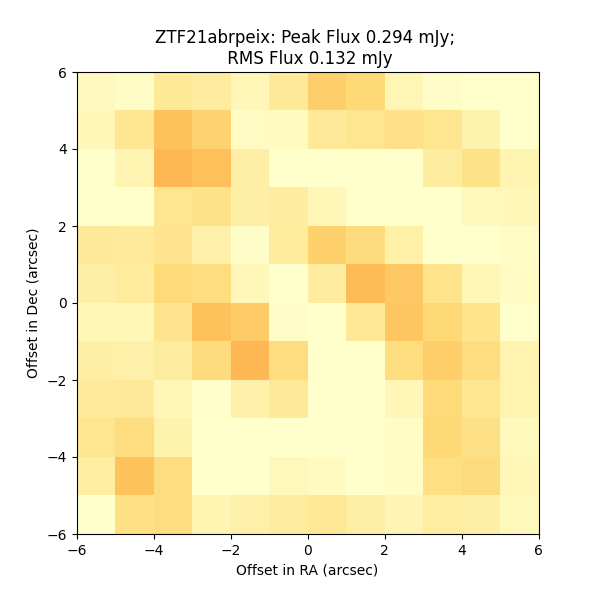 ZTF21abrpeix: Peak Flux 0.294 mJy;
RMS Flux 0.132 mJy
6
4
2
0
−2
−4
−6
Offset in Dec (arcsec)
−6 −4 −2 0 2 4 6
Offset in RA (arcsec)